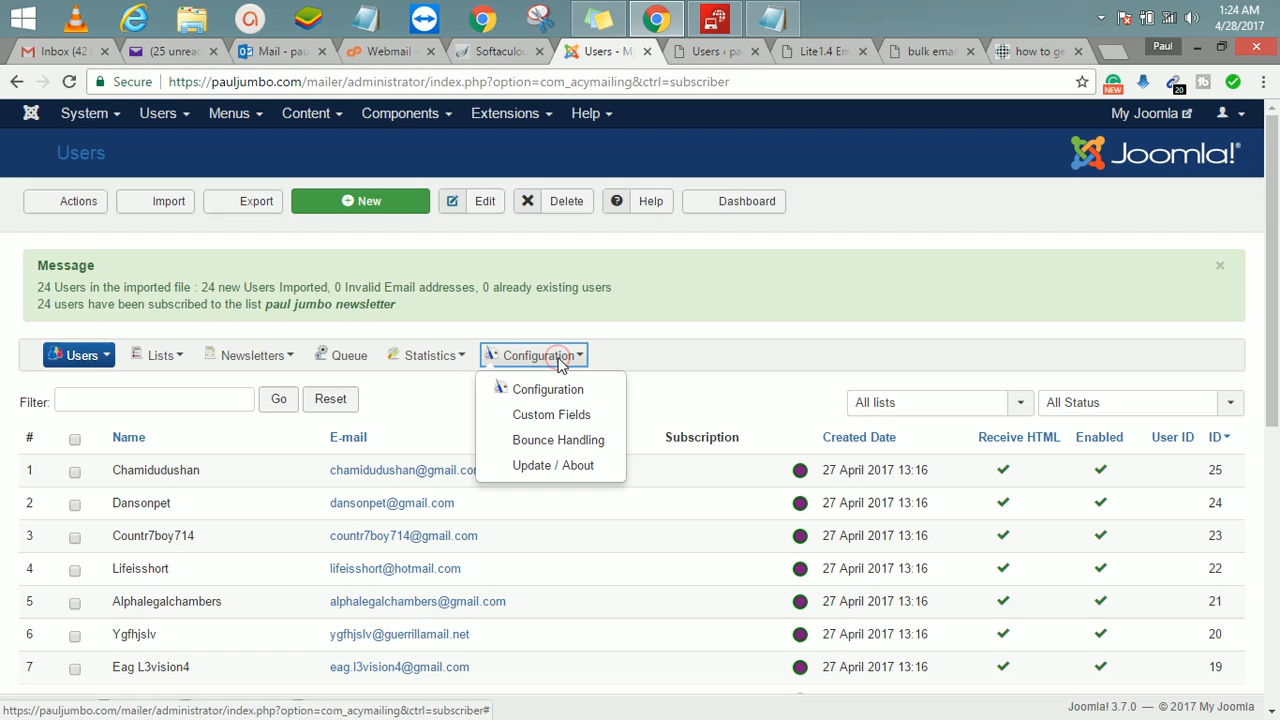 1:24 AM
4/28/2017
Inbox (42
(25 unrea
Mail - pau
Webmail -
Softaculou
Users - My
Users ‹ pa
Lite1.4 Em
bulk emai
how to ge
Paul
Secure
https://pauljumbo.com/mailer/administrator/index.php?option=com_acymailing&ctrl=subscriber
NEW
20
System
Users
Menus
Content
Components
Extensions
Help
My Joomla
Users
Joomla!
Actions
Import
Export
New
Edit
Delete
Help
Dashboard
Message
×
24 Users in the imported file : 24 new Users Imported, 0 Invalid Email addresses, 0 already existing users
24 users have been subscribed to the list paul jumbo newsletter
Users
Lists
Newsletters
Queue
Statistics
Configuration
Configuration
Custom Fields
Bounce Handling
Update / About
Filter:
Go
Reset
All lists
All Status
# Name E-mail Subscription Created Date Receive HTML Enabled User ID ID
1 Chamidudushan chamidudushan@gmail.co 27 April 2017 13:16 25
2 Dansonpet dansonpet@gmail.com 27 April 2017 13:16 24
3 Countr7boy714 countr7boy714@gmail.com 27 April 2017 13:16 23
4 Lifeisshort lifeisshort@hotmail.com 27 April 2017 13:16 22
5 Alphalegalchambers alphalegalchambers@gmail.com 27 April 2017 13:16 21
6 Ygfhjslv ygfhjslv@guerrillamail.net 27 April 2017 13:16 20
7 Eag L3vision4 eag.l3vision4@gmail.com 27 April 2017 13:16 19
https://pauljumbo.com/mailer/administrator/index.php?option=com_acymailing&ctrl=subscriber#
Joomla! 3.7.0 — © 2017 My Joomla